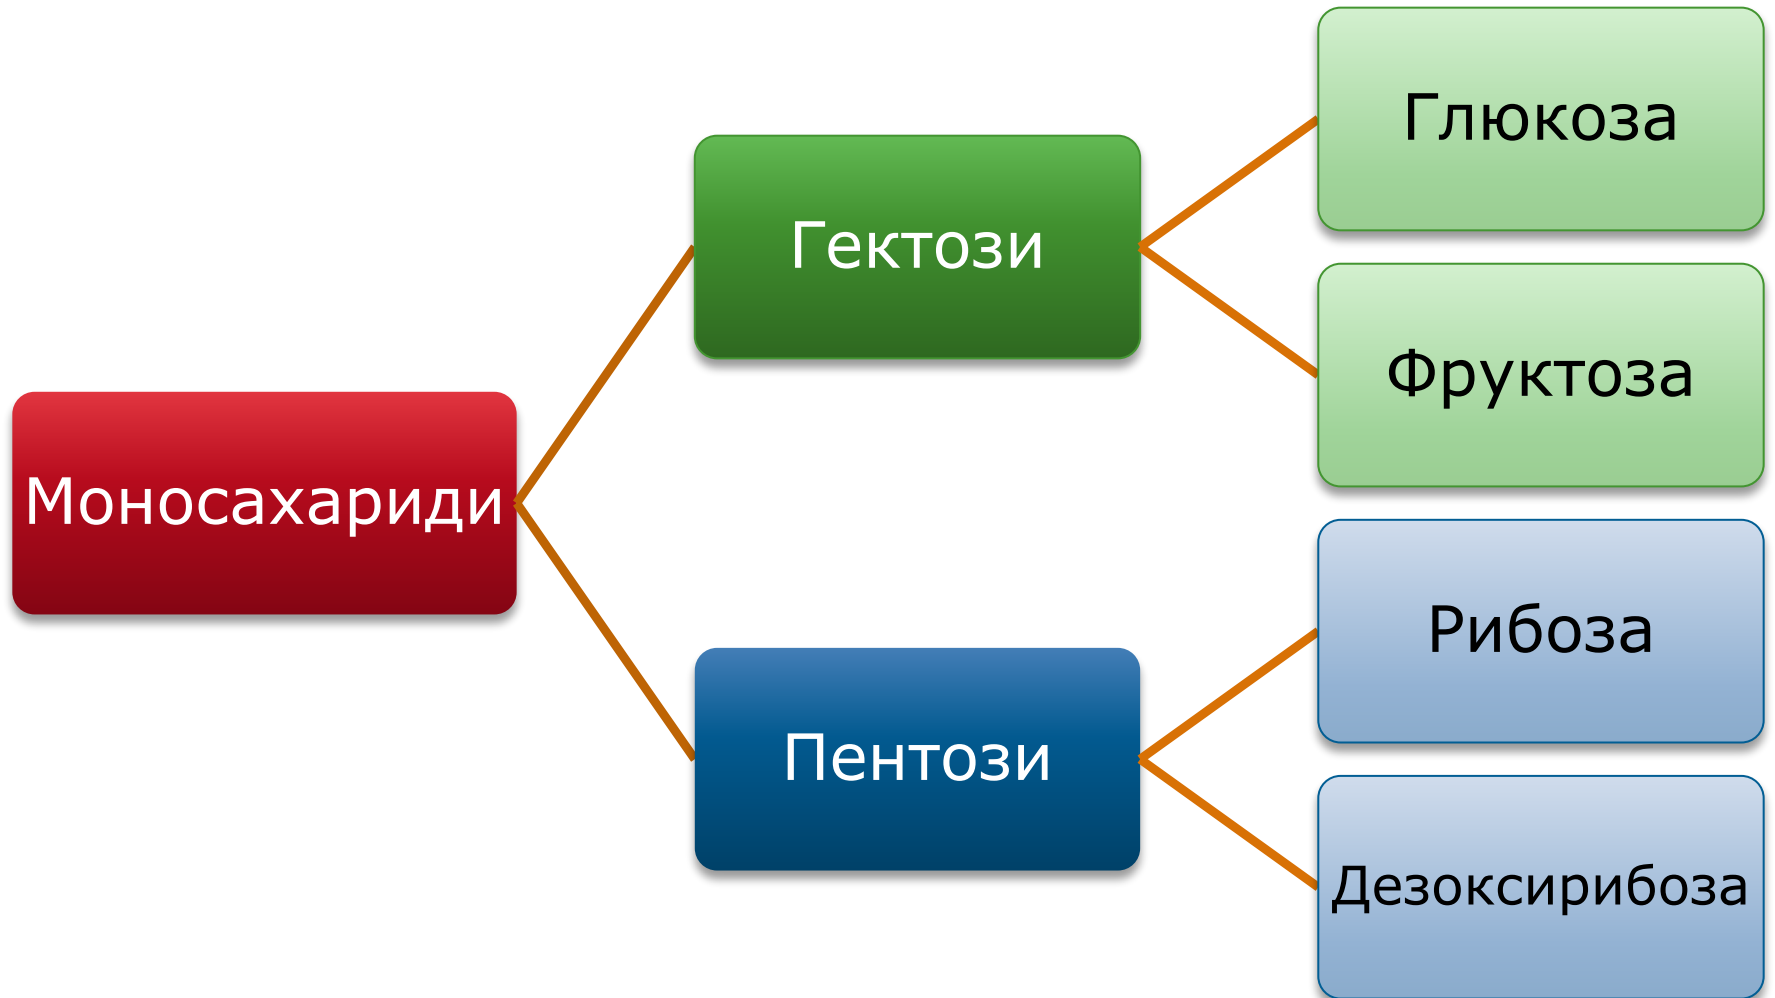 Моносахариди
Гектози
Глюкоза
Фруктоза
Пентози
Рибоза
Дезоксирибоза